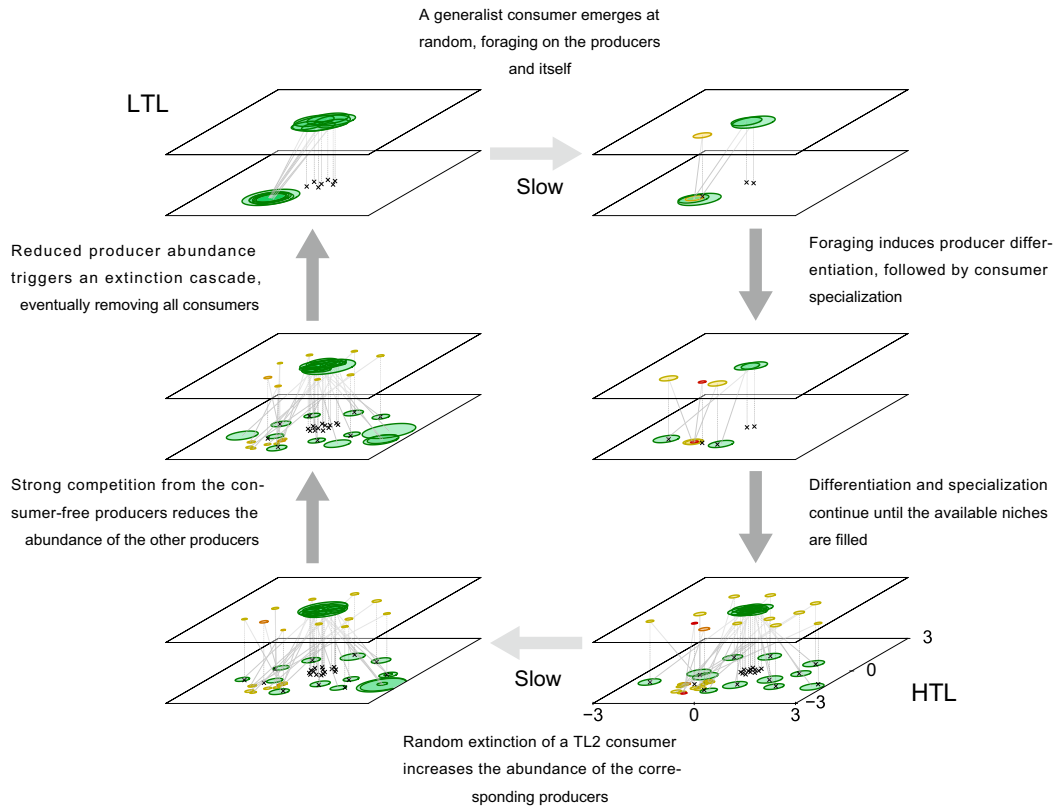 A generalist consumer emerges at
random, foraging on the producers
and itself
LTL
Slow
Reduced producer abundance
triggers an extinction cascade,
eventually removing all consumers
Foraging induces producer differ-
entiation, followed by consumer
specialization
Strong competition from the con-
sumer-free producers reduces the
abundance of the other producers
Differentiation and specialization
continue until the available niches
are filled
3
0
−3
HTL
−3
0
3
Slow
Random extinction of a TL2 consumer
increases the abundance of the corre-
sponding producers